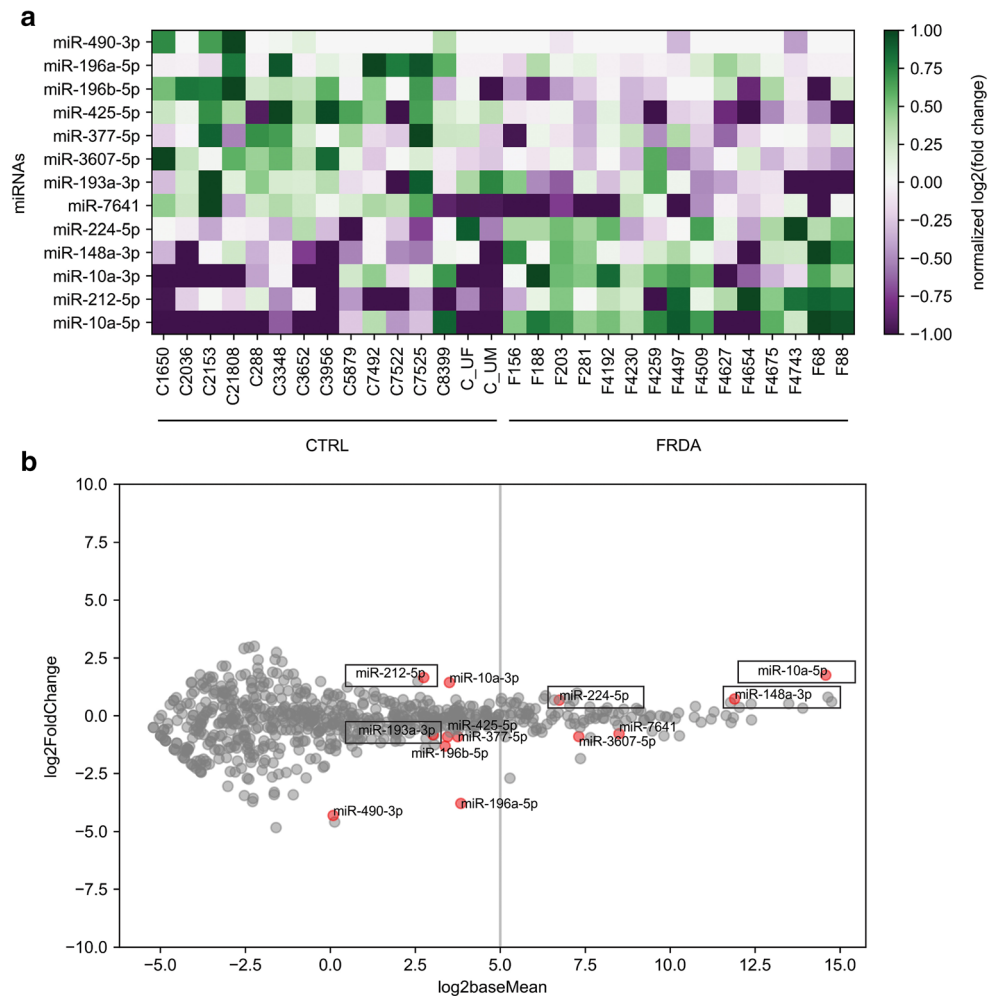 a
miRNAs
miR-490-3p
miR-196a-5p
miR-196b-5p
miR-425-5p
miR-377-5p
miR-3607-5p
miR-193a-3p
miR-7641
miR-224-5p
miR-148a-3p
miR-10a-3p
miR-212-5p
miR-10a-5p
C1650 C2036 C2153 C21808 C288 C3348 C3652 C3956 C5879 C7492 C7522 C7525 C8399 C_UF C_UM F156 F188 F203 F281 F4192 F4230 F4259 F4497 F4509 F4627 F4654 F4675 F4743 F68 F88
CTRL FRDA
1.00
0.75
0.50
0.25
0.00
−0.25
−0.50
−0.75
−1.00
normalized log2(fold change)
b
log2FoldChange
10.0
7.5
5.0
2.5
0.0
−2.5
−5.0
−7.5
−10.0
miR-212-5p
miR-10a-3p
miR-10a-5p
miR-224-5p
miR-148a-3p
miR-193a-3p
miR-425-5p
miR-377-5p
miR-196b-5p
miR-7641
miR-3607-5p
miR-490-3p
miR-196a-5p
−5.0 −2.5 0.0 2.5 5.0 7.5 10.0 12.5 15.0
log2baseMean